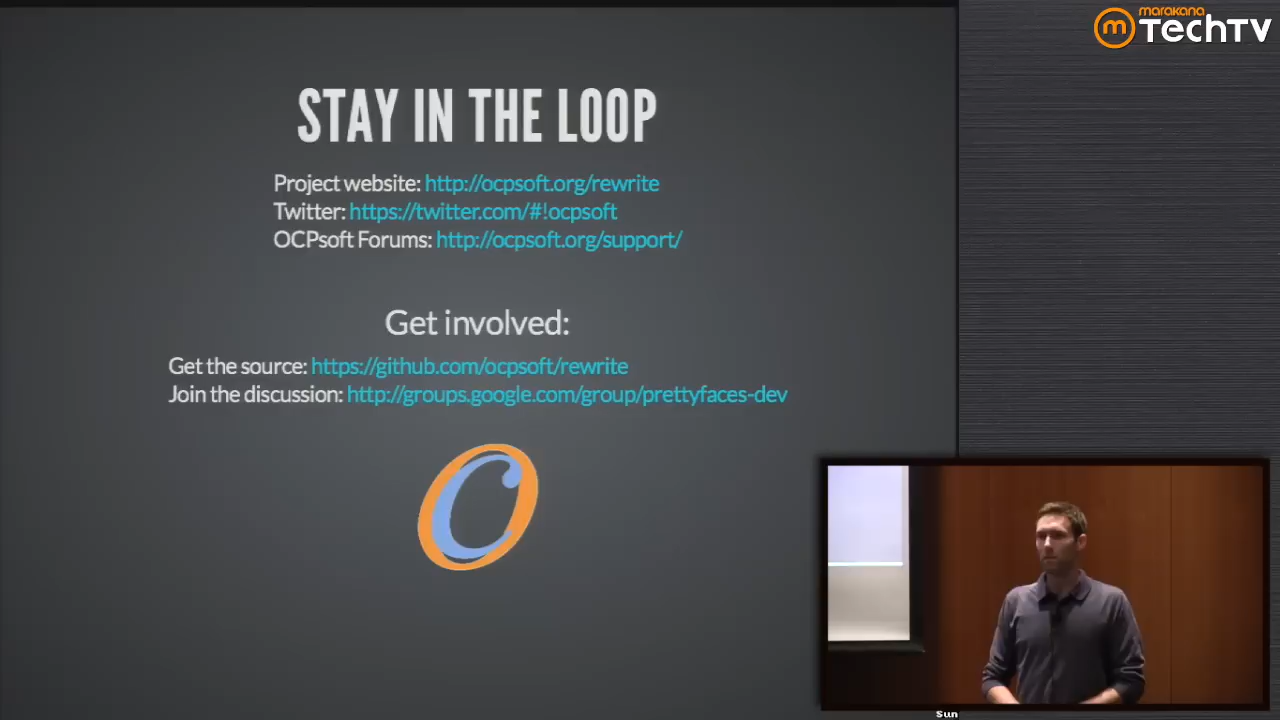 marakana
TechTV
STAY IN THE LOOP
Project website: http://ocpsoft.org/rewrite
Twitter: https://twitter.com/#!ocpsoft
OCPsoft Forums: http://ocpsoft.org/support/
Get involved:
Get the source: https://github.com/ocpsoft/rewrite
Join the discussion: http://groups.google.com/group/prettyfaces-dev
Sun